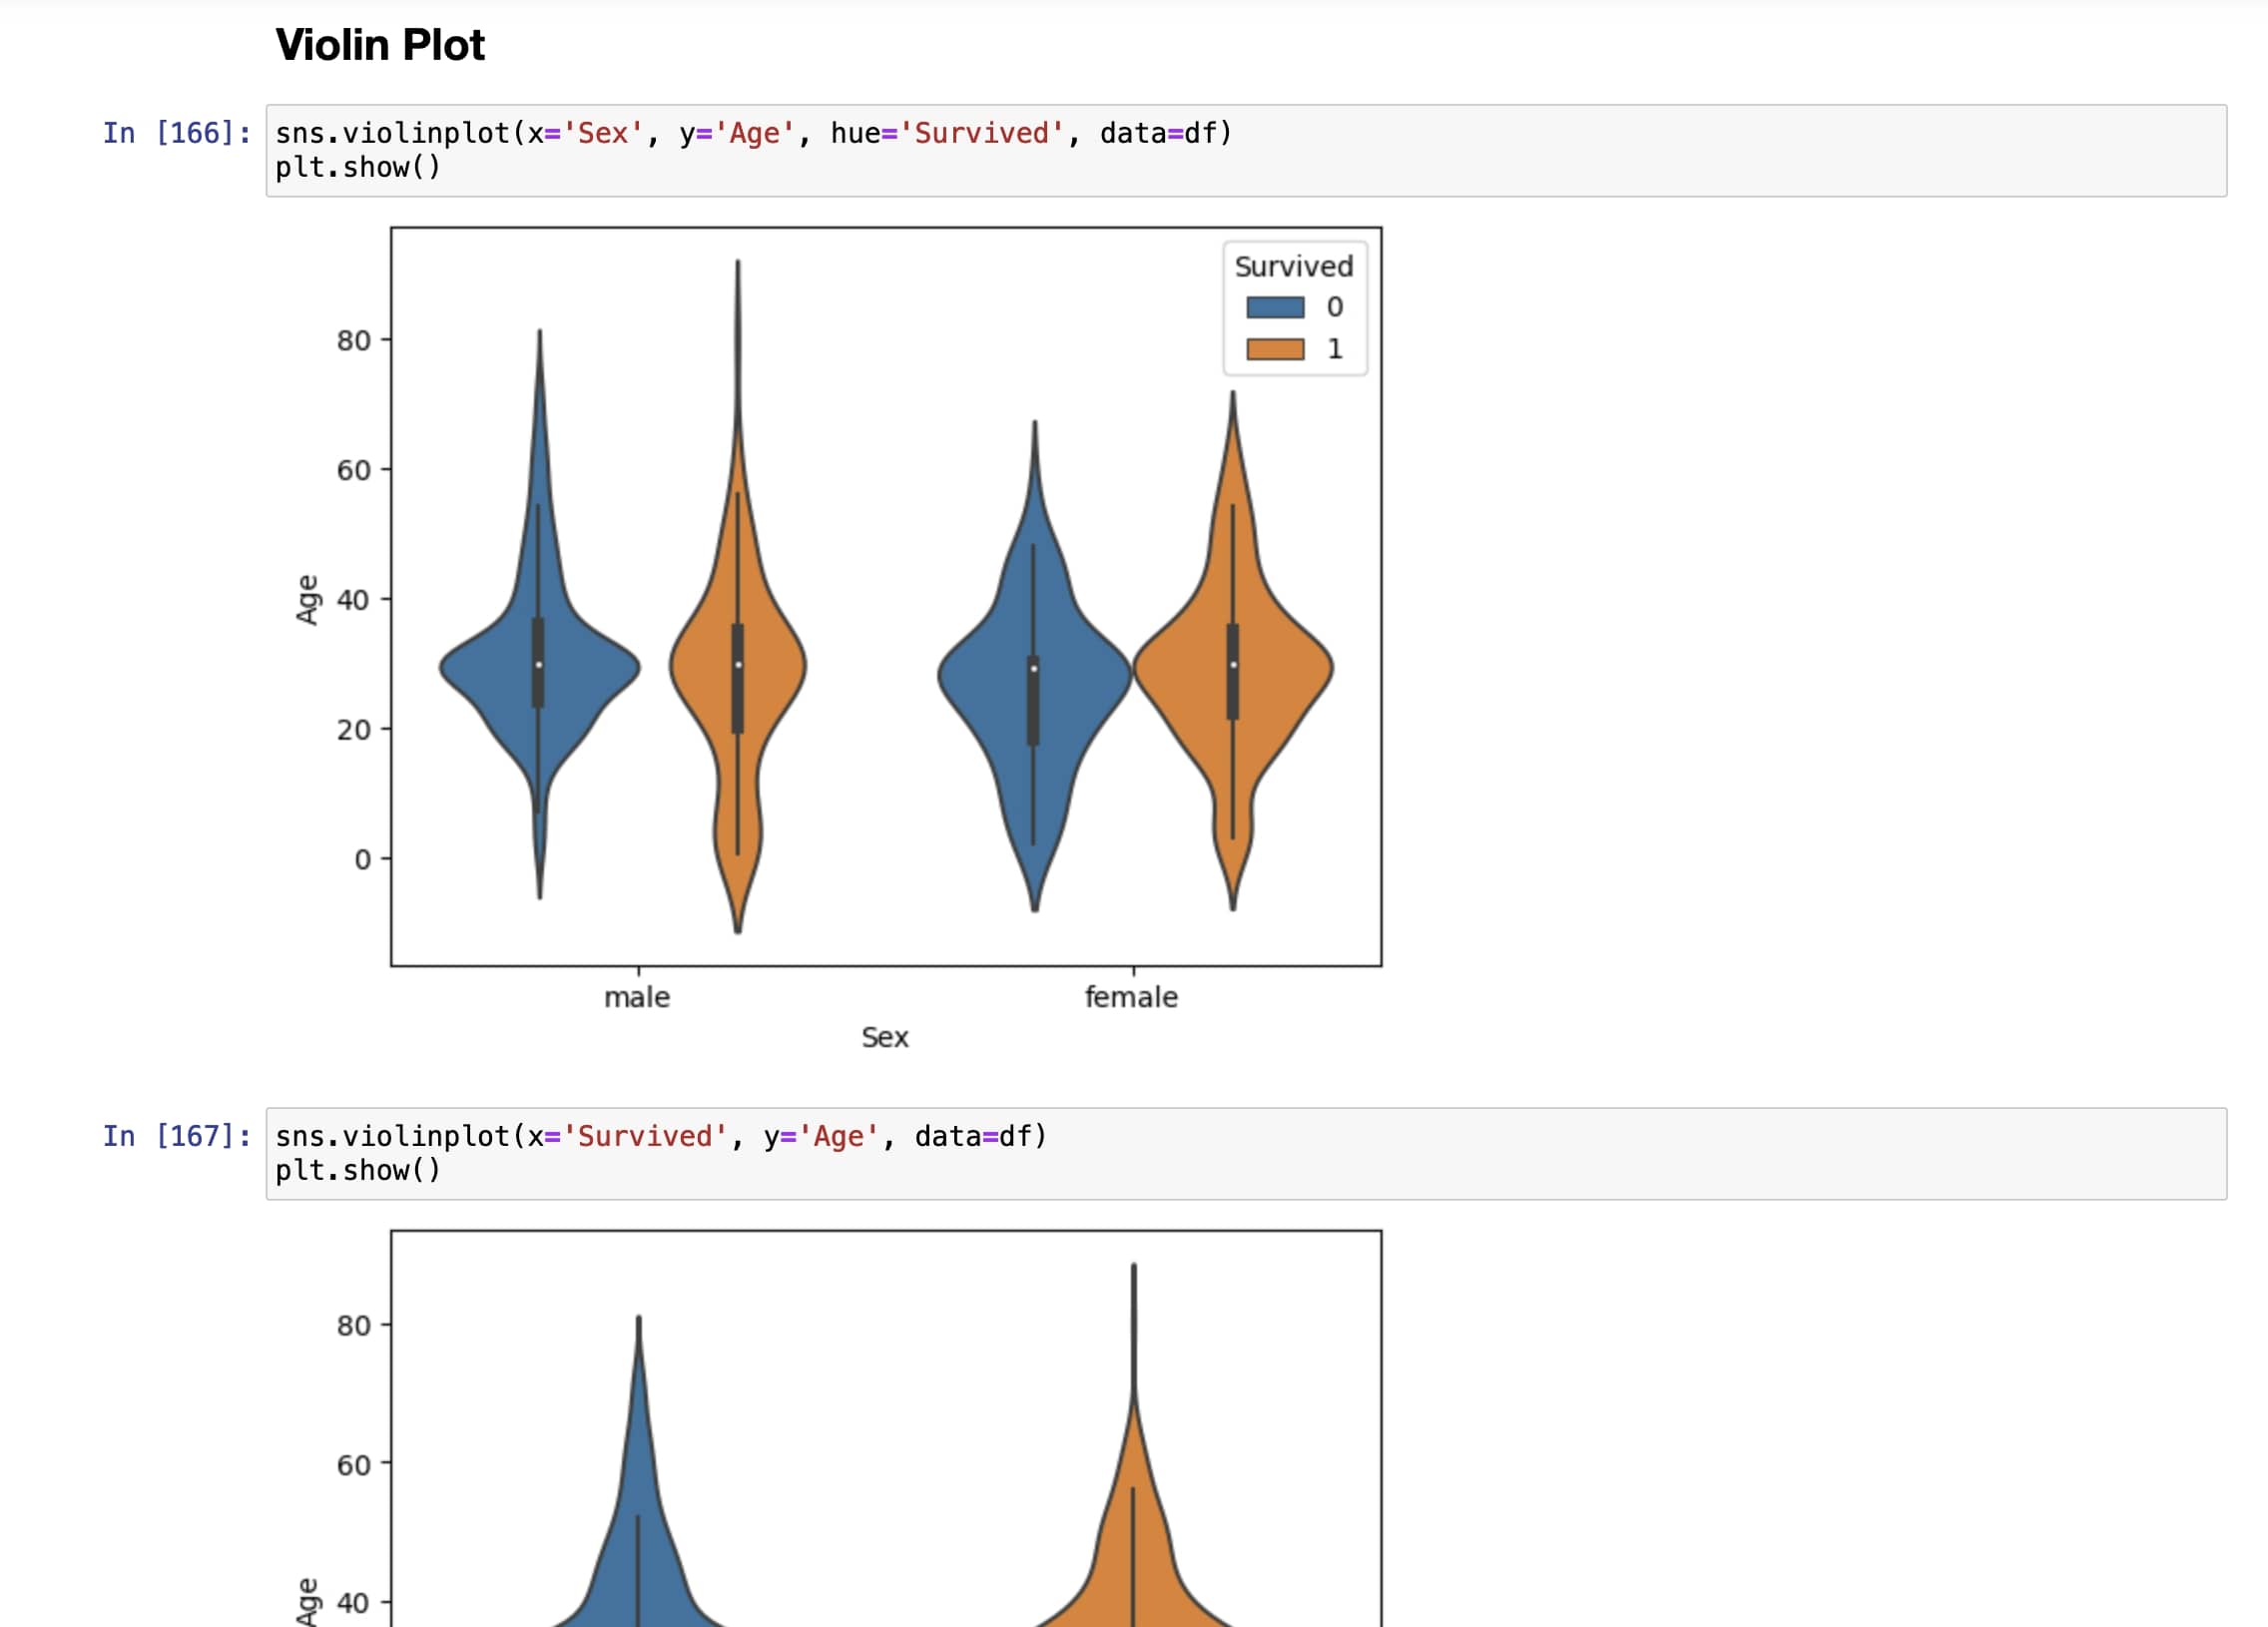 Violin Plot
In [166]: sns.violinplot(x='Sex', y='Age', hue='Survived', data=df)
plt.show()
Survived
0
1
80
60
40
20
0
Age
male
female
Sex
In [167]: sns.violinplot(x='Survived', y='Age', data=df)
plt.show()
80
60
40
Age